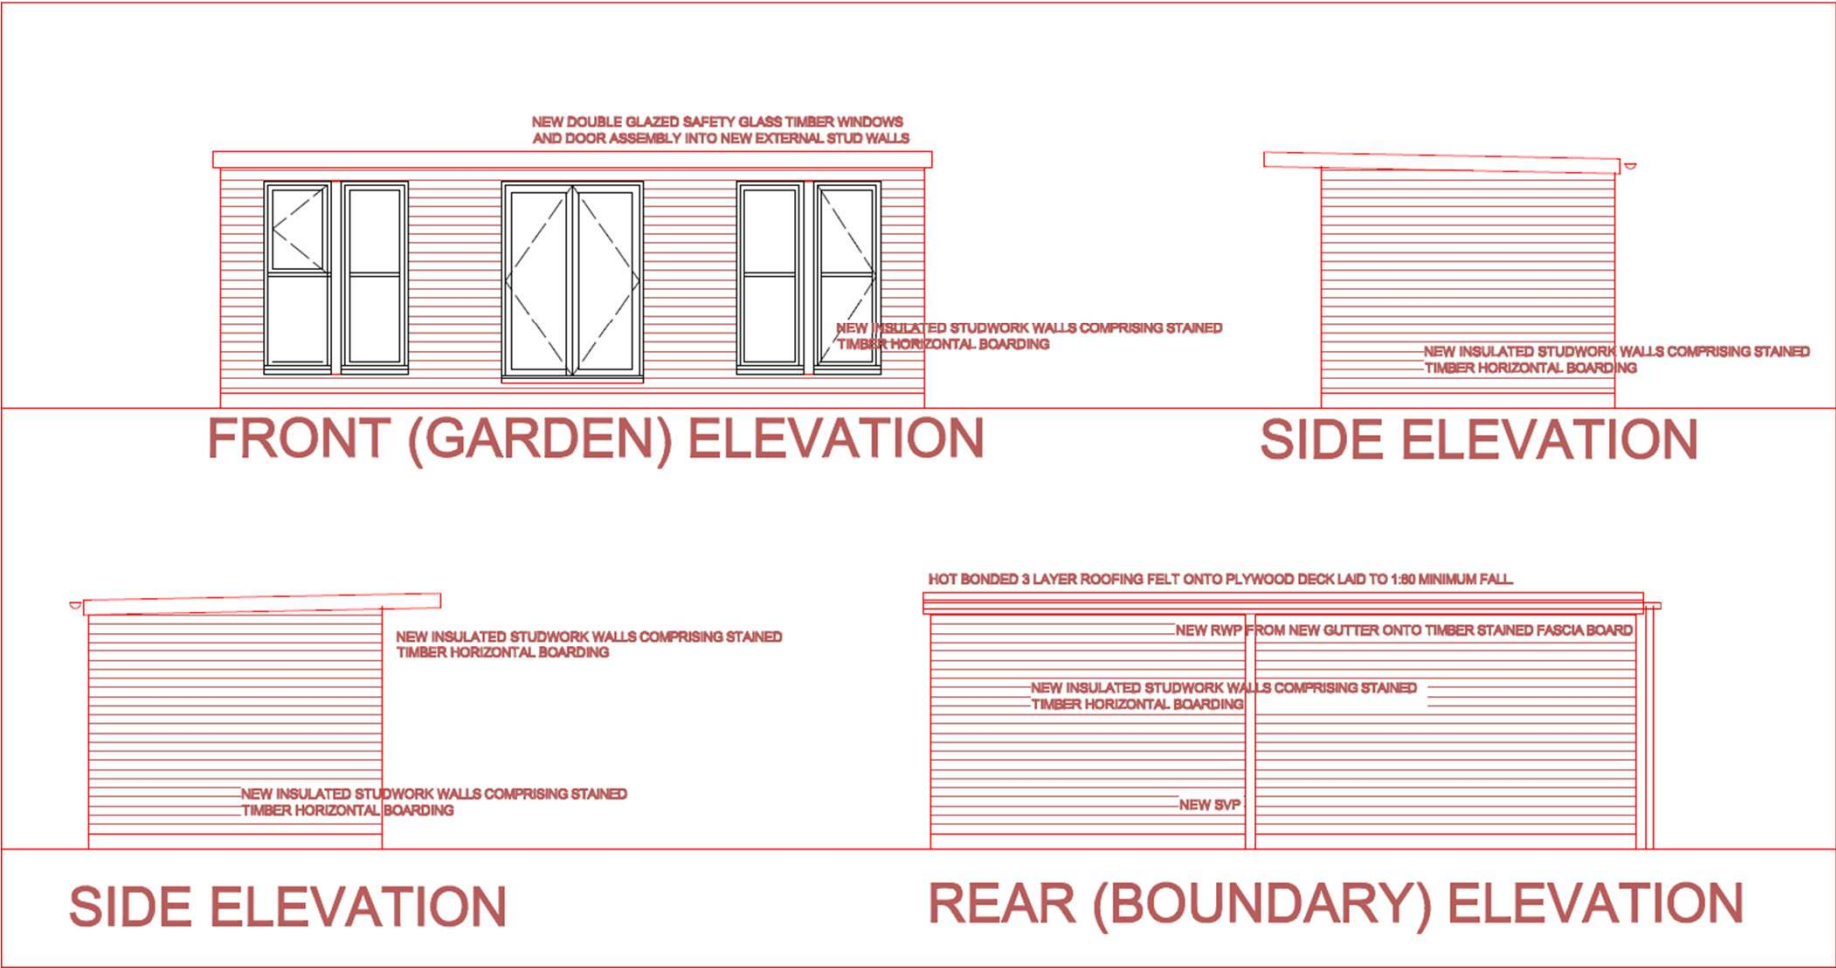 NEW DOUBLE GLAZED SAFETY GLASS TIMBER WINDOWS
AND DOOR ASSEMBLY INTO NEW EXTERNAL STUD WALLS
NEW INSULATED STUDWORK WALLS COMPRISING STAINED
TIMBER HORIZONTAL BOARDING
NEW INSULATED STUDWORK WALLS COMPRISING STAINED
TIMBER HORIZONTAL BOARDING
FRONT (GARDEN) ELEVATION
SIDE ELEVATION
NEW INSULATED STUDWORK WALLS COMPRISING STAINED
TIMBER HORIZONTAL BOARDING
NEW INSULATED STUDWORK WALLS COMPRISING STAINED
TIMBER HORIZONTAL BOARDING
HOT BONDED 3 LAYER ROOFING FELT ONTO PLYWOOD DECK LAID TO 1:80 MINIMUM FALL
NEW RWP FROM NEW GUTTER ONTO TIMBER STAINED FASCIA BOARD
NEW INSULATED STUDWORK WALLS COMPRISING STAINED
TIMBER HORIZONTAL BOARDING
NEW SVP
SIDE ELEVATION
REAR (BOUNDARY) ELEVATION